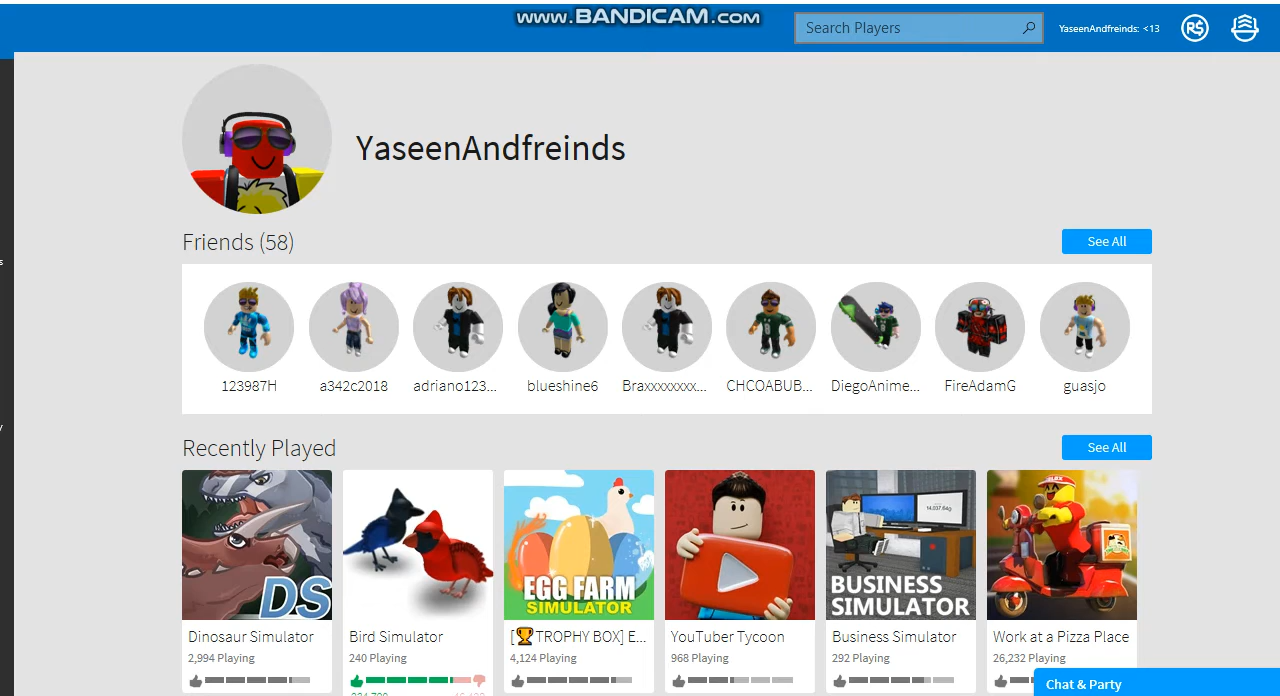 www.BANDICAM.com
Search Players
YaseenAndfreinds: <13
R$
YaseenAndfreinds
Friends (58)
See All
123987H
a342c2018
adriano123...
blueshine6
Braxxxxxxxx...
CHCOABUB...
DiegoAnime...
FireAdamG
guasjo
Recently Played
See All
DS
EGG FARM
SIMULATOR
BUSINESS
SIMULATOR
Dinosaur Simulator
Bird Simulator
[🏆TROPHY BOX] E...
YouTuber Tycoon
Business Simulator
Work at a Pizza Place
2,994 Playing
240 Playing
4,124 Playing
968 Playing
292 Playing
26,232 Playing
Chat & Party